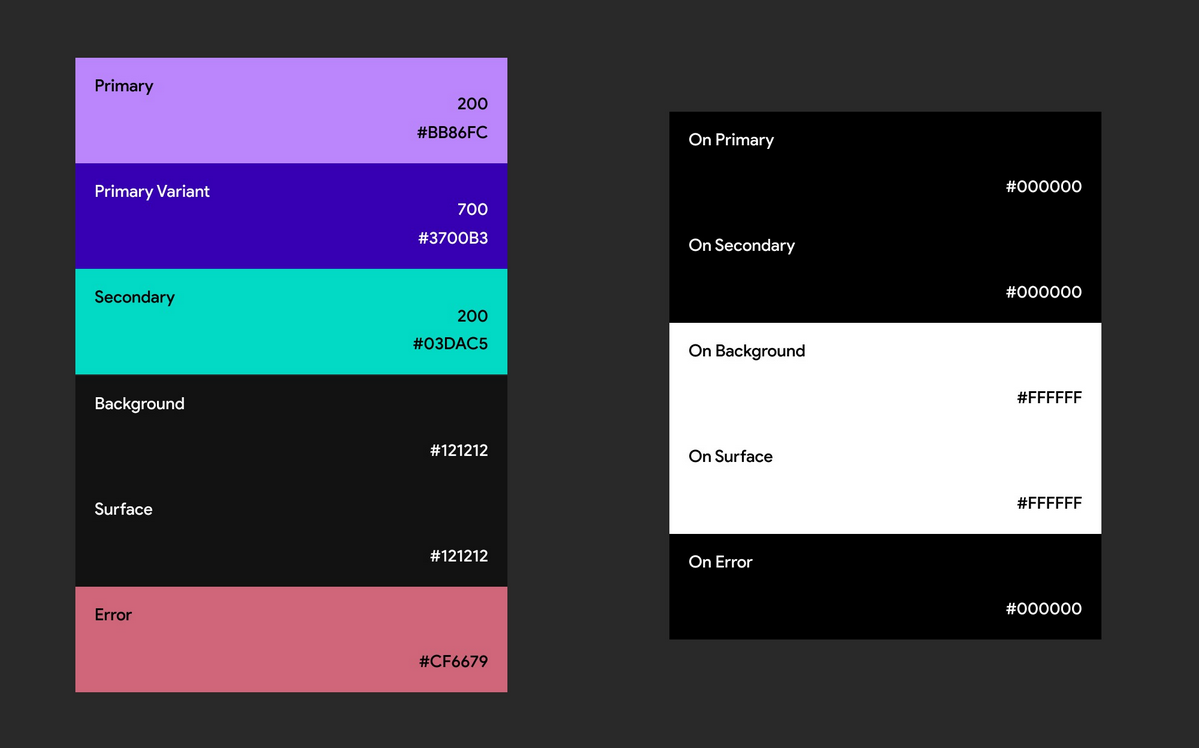 Primary
200
#BB86FC
Primary Variant
700
#3700B3
Secondary
200
#03DAC5
Background
#121212
Surface
#121212
Error
#CF6679
On Primary
#000000
On Secondary
#000000
On Background
#FFFFFF
On Surface
#FFFFFF
On Error
#000000